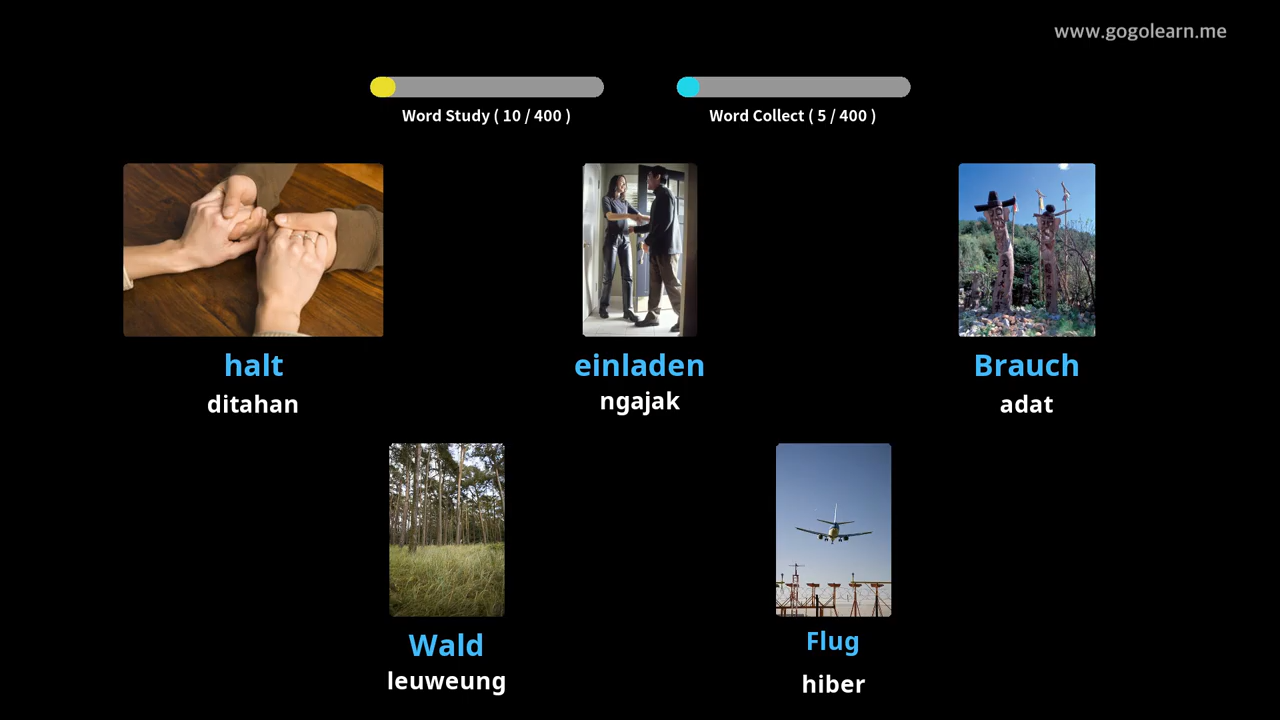 www.gogolearn.me
Word Study ( 10 / 400 )
Word Collect ( 5 / 400 )
halt
ditahan
einladen
ngajak
Brauch
adat
Wald
leuweung
Flug
hiber